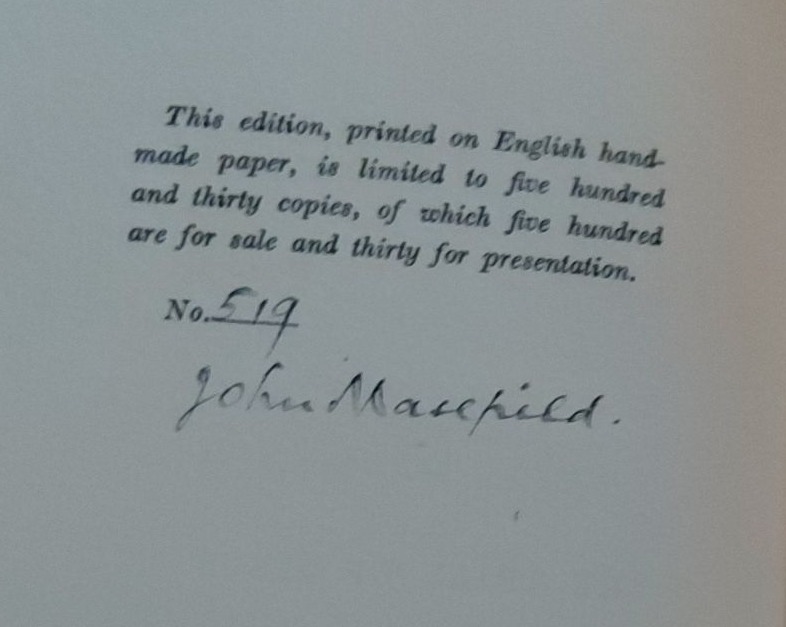 This edition, printed on English hand-
made paper, is limited to five hundred
and thirty copies, of which five hundred
are for sale and thirty for presentation.
No. 519
John Masefield.